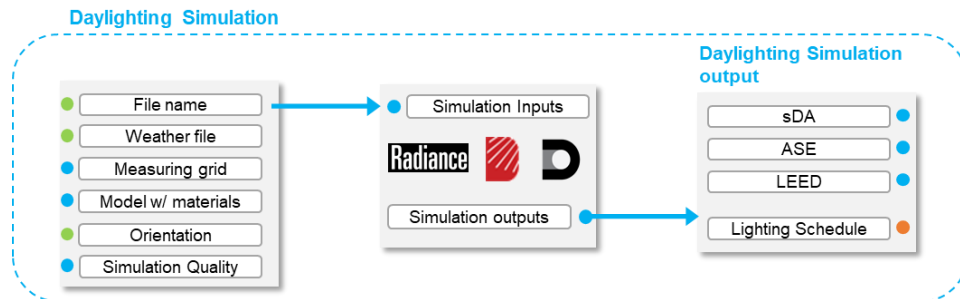 Daylighting Simulation
Daylighting Simulation
output
File name
Weather file
Measuring grid
Model w/ materials
Orientation
Simulation Quality
Simulation Inputs
Radiance
Simulation outputs
sDA
ASE
LEED
Lighting Schedule